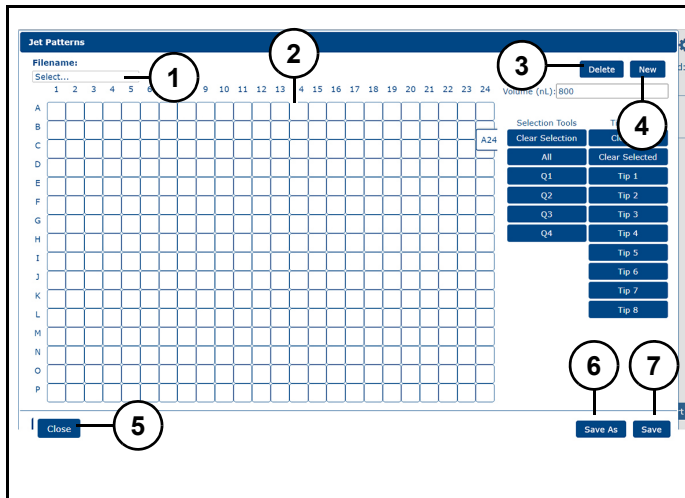 Jet Patterns
Filename:
Select...
1
2
3
Delete
New
d:
1 2 3 4 5 6 9 10 11 12 13 4 15 16 17 18 19 20 21 22 23 24
Volume (nL): 800
4
A
B
C
D
E
F
G
H
I
J
K
L
M
N
O
P
A24
Selection Tools
Clear Selection
All
Q1
Q2
Q3
Q4
Clear Selected
Tip 1
Tip 2
Tip 3
Tip 4
Tip 5
Tip 6
Tip 7
Tip 8
6
7
rt
Close
5
Save As
Save